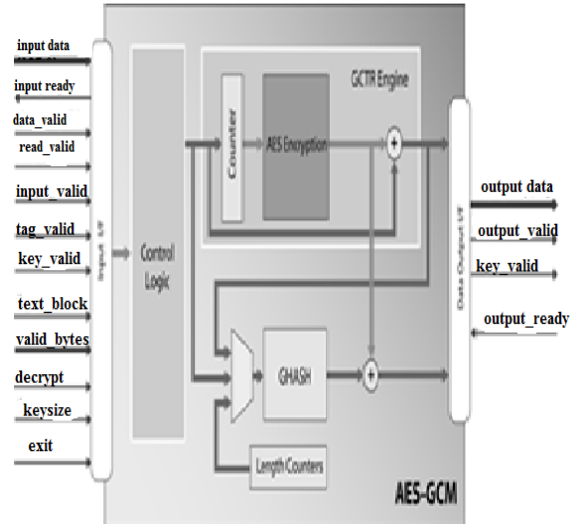 input data
input ready
data_valid
read_valid
input_valid
tag_valid
key_valid
text_block
valid_bytes
decrypt
keysize
exit
Input I/F
Control
Logic
GCTR Engine
Counter
AES Encryption
+
GHASH
+
Length Counters
AES-GCM
Data Output I/F
output data
output_valid
key_valid
output_ready